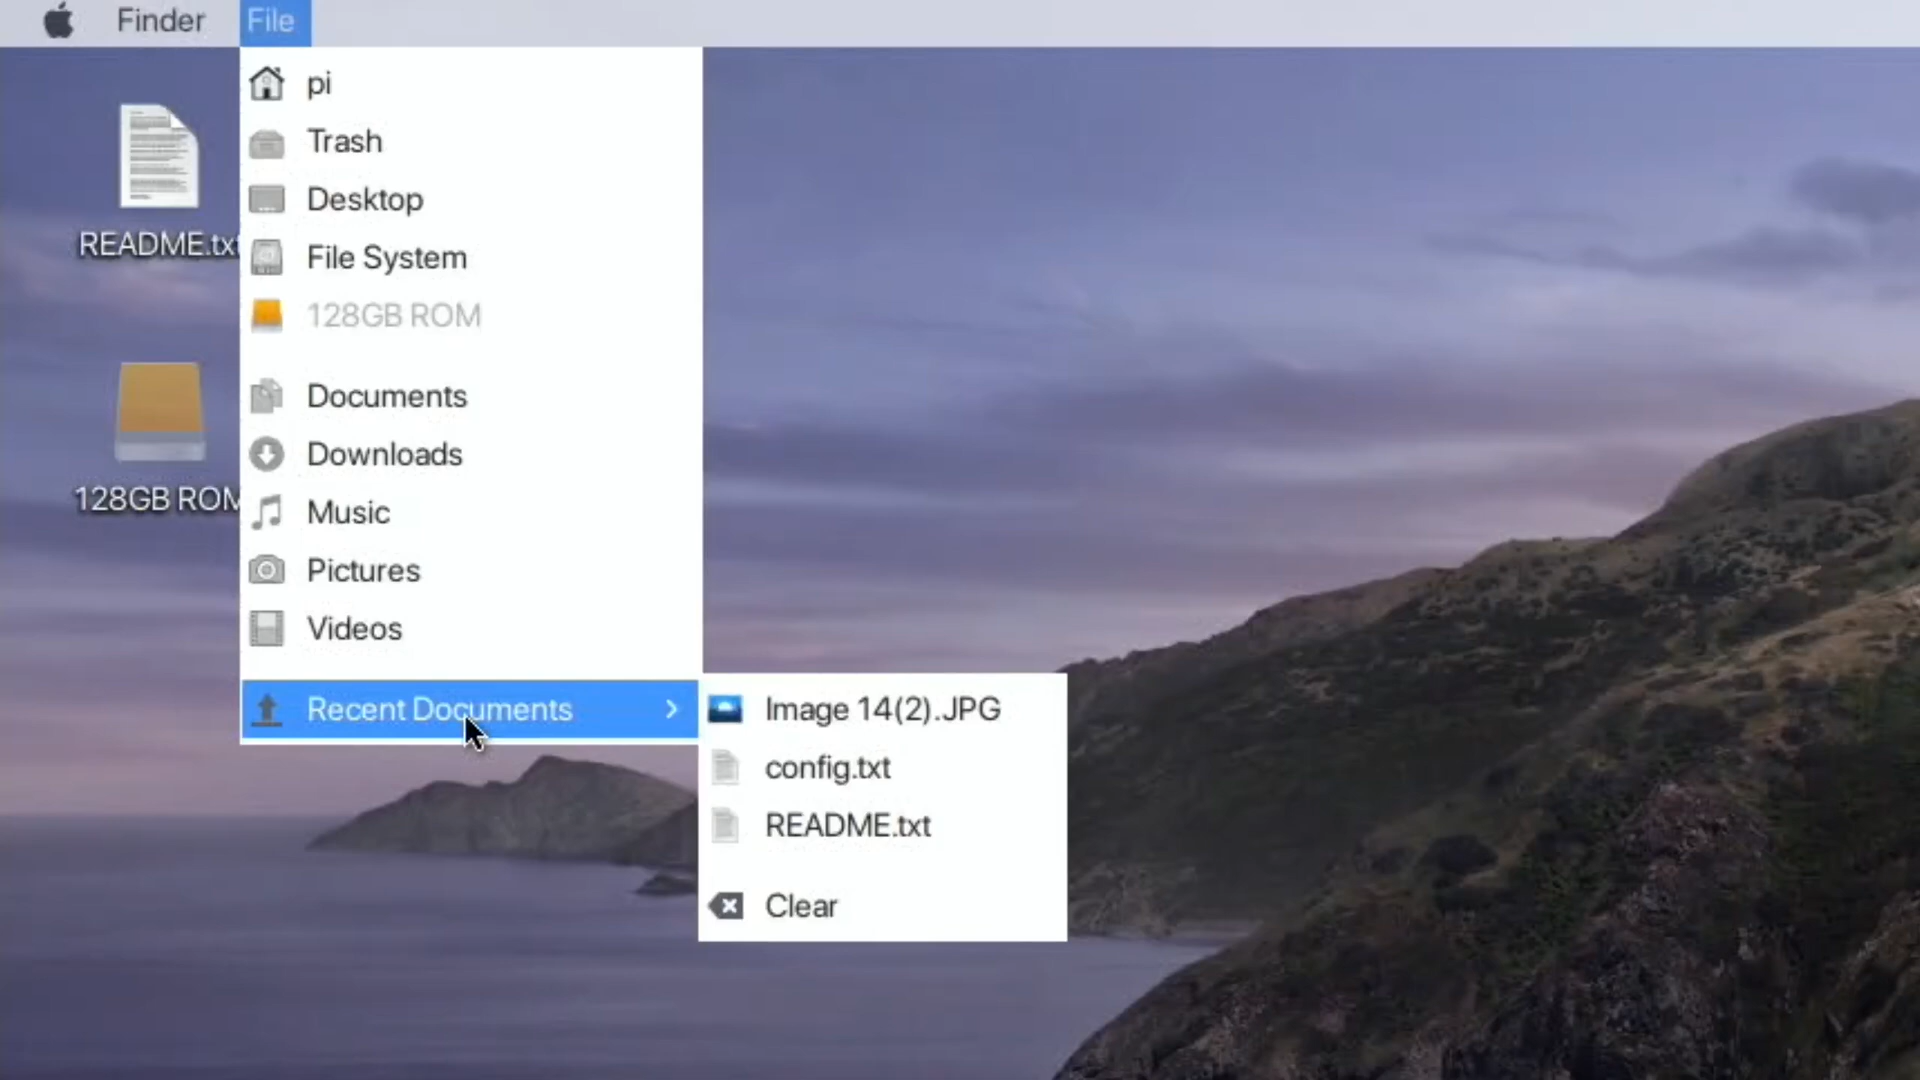 Finder File
pi
Trash
Desktop
File System
128GB ROM
Documents
Downloads
Music
Pictures
Videos
Recent Documents
Image 14(2).JPG
config.txt
README.txt
Clear
README.txt
128GB ROM